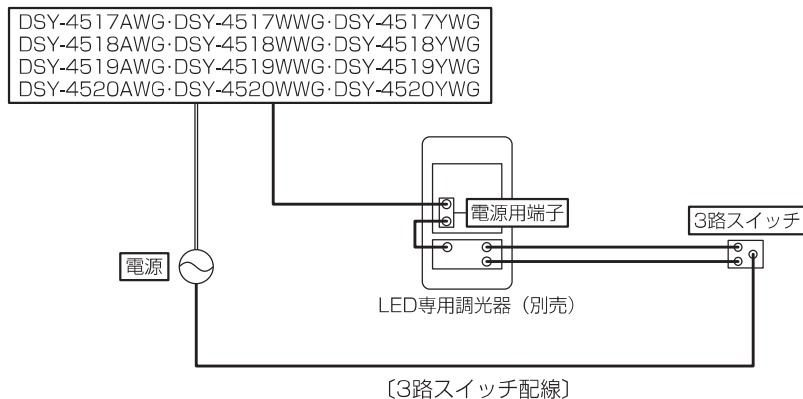 DSY-4517AWG･DSY-4517WWG･DSY-4517YWG
DSY-4518AWG･DSY-4518WWG･DSY-4518YWG
DSY-4519AWG･DSY-4519WWG･DSY-4519YWG
DSY-4520AWG･DSY-4520WWG･DSY-4520YWG
電源用端子
3路スイッチ
電源
LED専用調光器（別売）
〔3路スイッチ配線〕